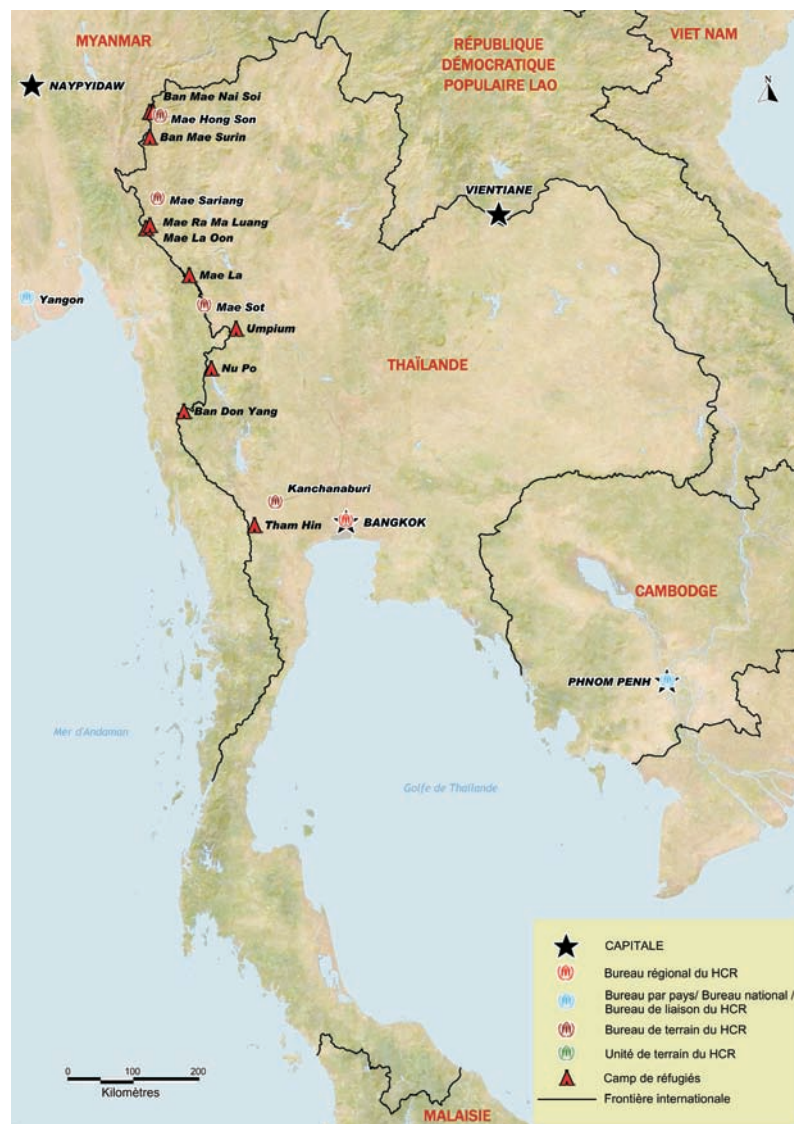 MYANMAR
RÉPUBLIQUE
DÉMOCRATIQUE
POPULAIRE LAO
VIET NAM
NAYPYIDAW
Ban Mae Nai Soi
Mae Hong Son
Ban Mae Surin
N
Mae Sariang
VIENTIANE
Mae Ra Ma Luang
Mae La Oon
Mae La
Yangon
Mae Sot
Umpium
THAÏLANDE
Nu Po
Ban Don Yang
Kanchanaburi
Tham Hin
BANGKOK
CAMBODGE
PHNOM PENH
Mer d'Andaman
Golfe de Thaïlande
CAPITALE
Bureau régional du HCR
Bureau par pays/ Bureau national /
Bureau de liaison du HCR
Bureau de terrain du HCR
Unité de terrain du HCR
Camp de réfugiés
Frontière internationale
0 100 200
Kilomètres
MALAISIE